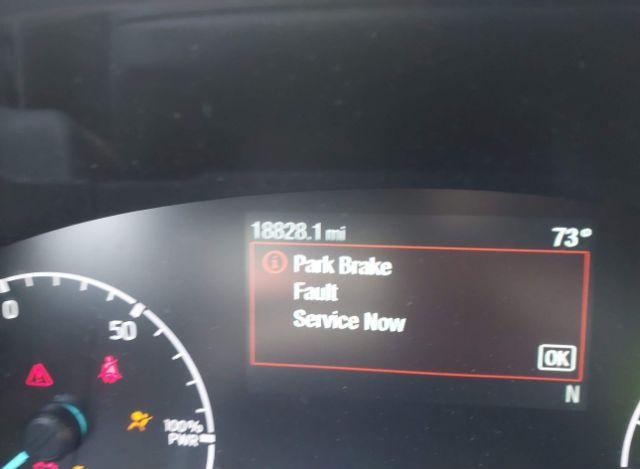 18828.1 mi 73°
Park Brake
Fault
Service Now
OK
N
0
50
100%
PWR